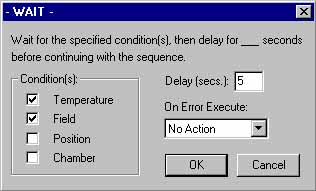 - WAIT -
Wait for the specified condition(s), then delay for ___ seconds
before continuing with the sequence.
Condition(s):
Temperature
Field
Position
Chamber
Delay (secs.): 5
On Error Execute:
No Action
OK
Cancel